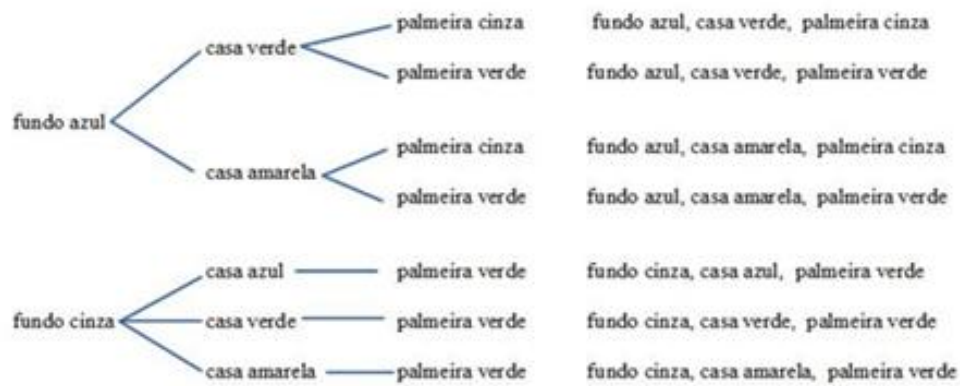 palmeira cinza fundo azul, casa verde, palmeira cinza
casa verde
palmeira verde fundo azul, casa verde, palmeira verde
fundo azul
palmeira cinza fundo azul, casa amarela, palmeira cinza
casa amarela
palmeira verde fundo azul, casa amarela, palmeira verde
casa azul palmeira verde fundo cinza, casa azul, palmeira verde
fundo cinza casa verde palmeira verde fundo cinza, casa verde, palmeira verde
casa amarela palmeira verde fundo cinza, casa amarela, palmeira verde